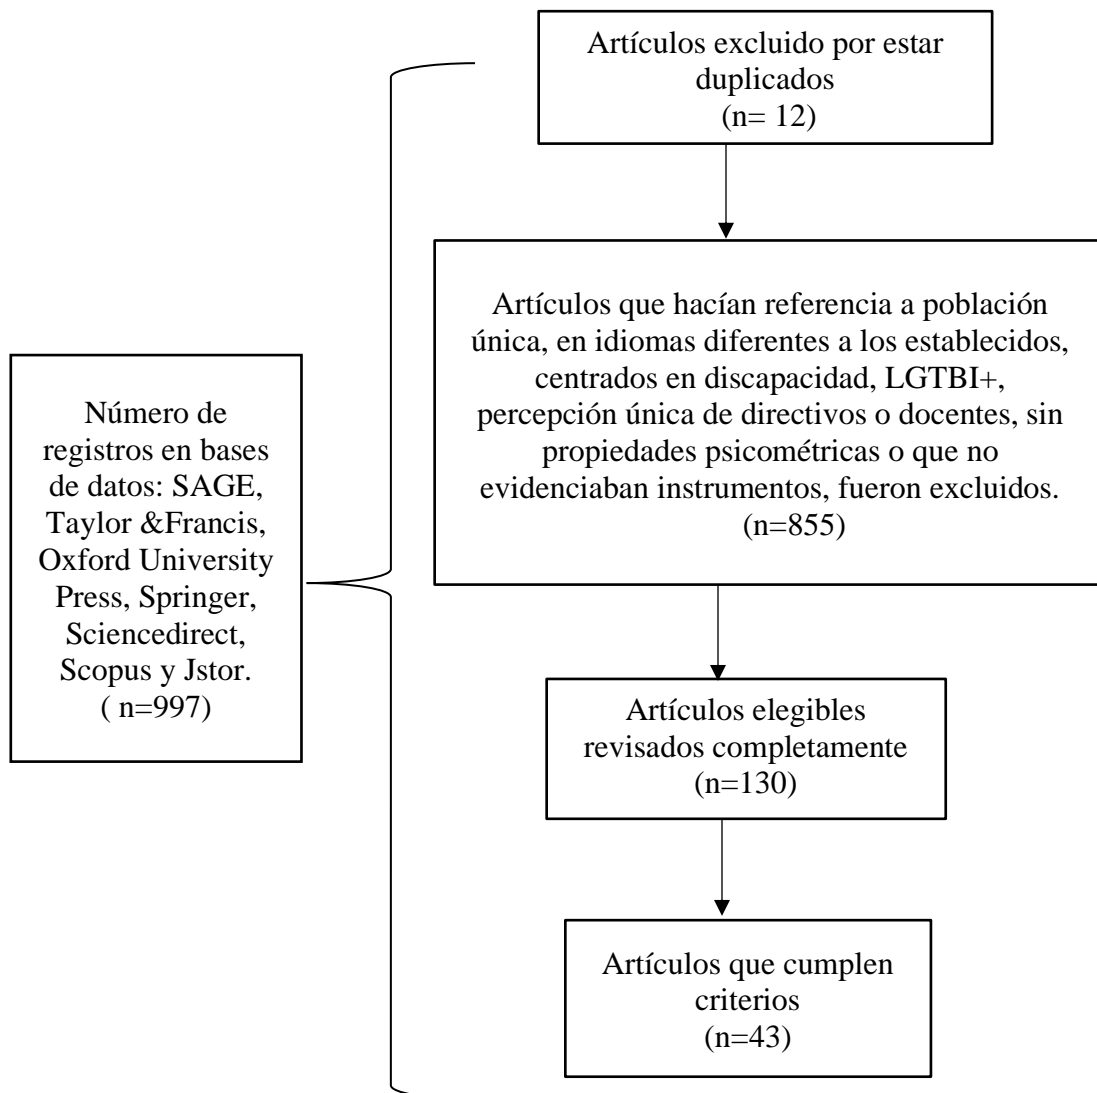 Artículos excluido por estar
duplicados
(n= 12)
Artículos que hacían referencia a población
única, en idiomas diferentes a los establecidos,
centrados en discapacidad, LGTBI+,
percepción única de directivos o docentes, sin
propiedades psicométricas o que no
evidenciaban instrumentos, fueron excluidos.
(n=855)
Número de
registros en bases
de datos: SAGE,
Taylor &Francis,
Oxford University
Press, Springer,
Sciencedirect,
Scopus y Jstor.
( n=997)
Artículos elegibles
revisados completamente
(n=130)
Artículos que cumplen
criterios
(n=43)